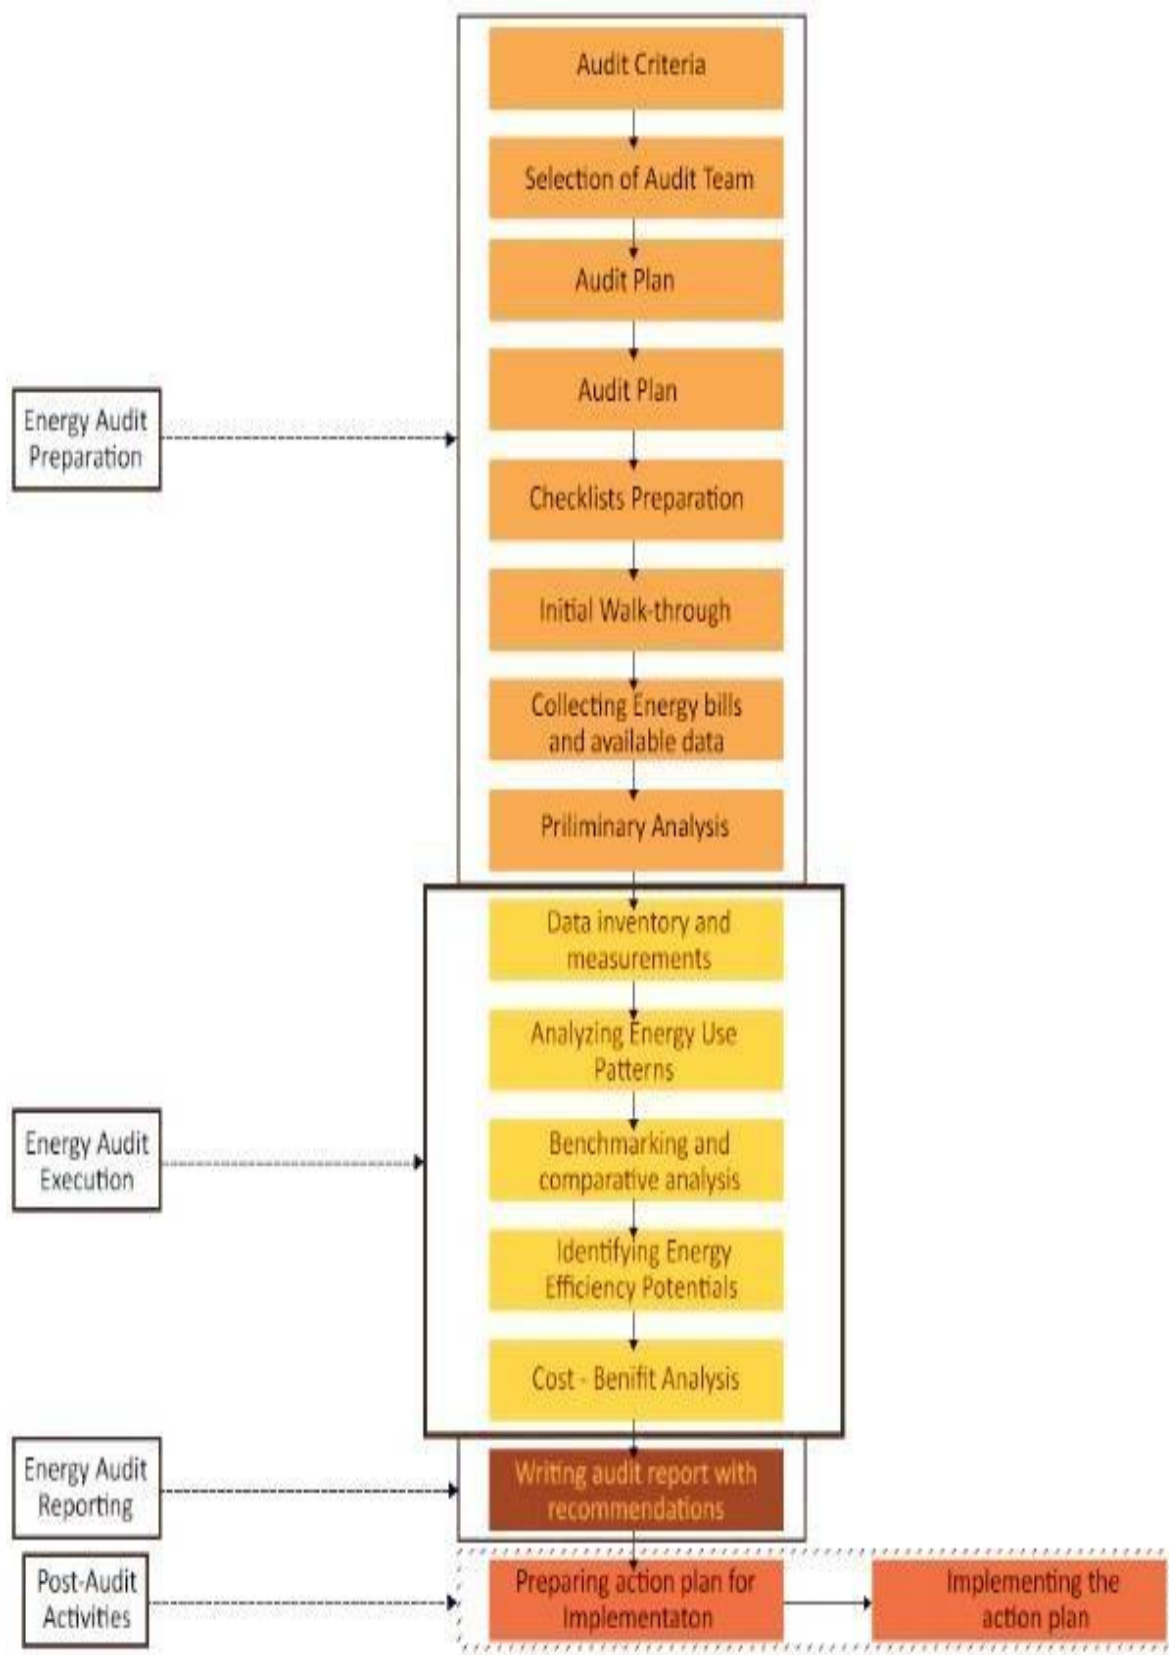 Audit Criteria
Selection of Audit Team
Audit Plan
Audit Plan
Energy Audit
Preparation
Checklists Preparation
Initial Walk-through
Collecting Energy bills
and available data
Priliminary Analysis
Data inventory and
measurements
Analyzing Energy Use
Patterns
Energy Audit
Execution
Benchmarking and
comparative analysis
Identifying Energy
Efficiency Potentials
Cost - Benifit Analysis
Energy Audit
Reporting
Writing audit report with
recommendations
Post-Audit
Activities
Preparing action plan for
Implementaton
Implementing the
action plan